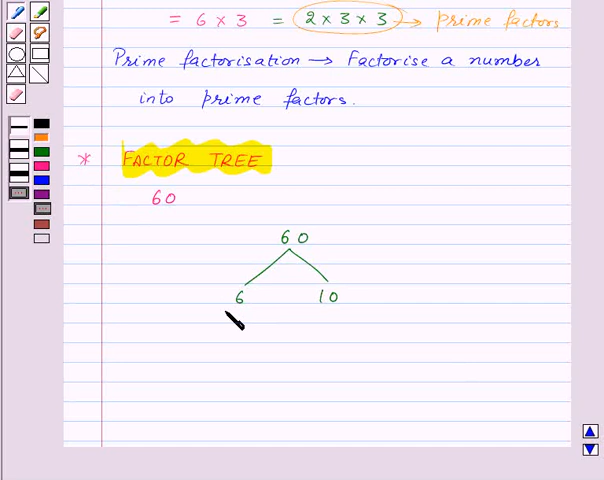 = 6 × 3 = 2 × 3 × 3 → prime factors
Prime factorisation → Factorise a number
into prime factors.
* FACTOR TREE
60
60
6 10